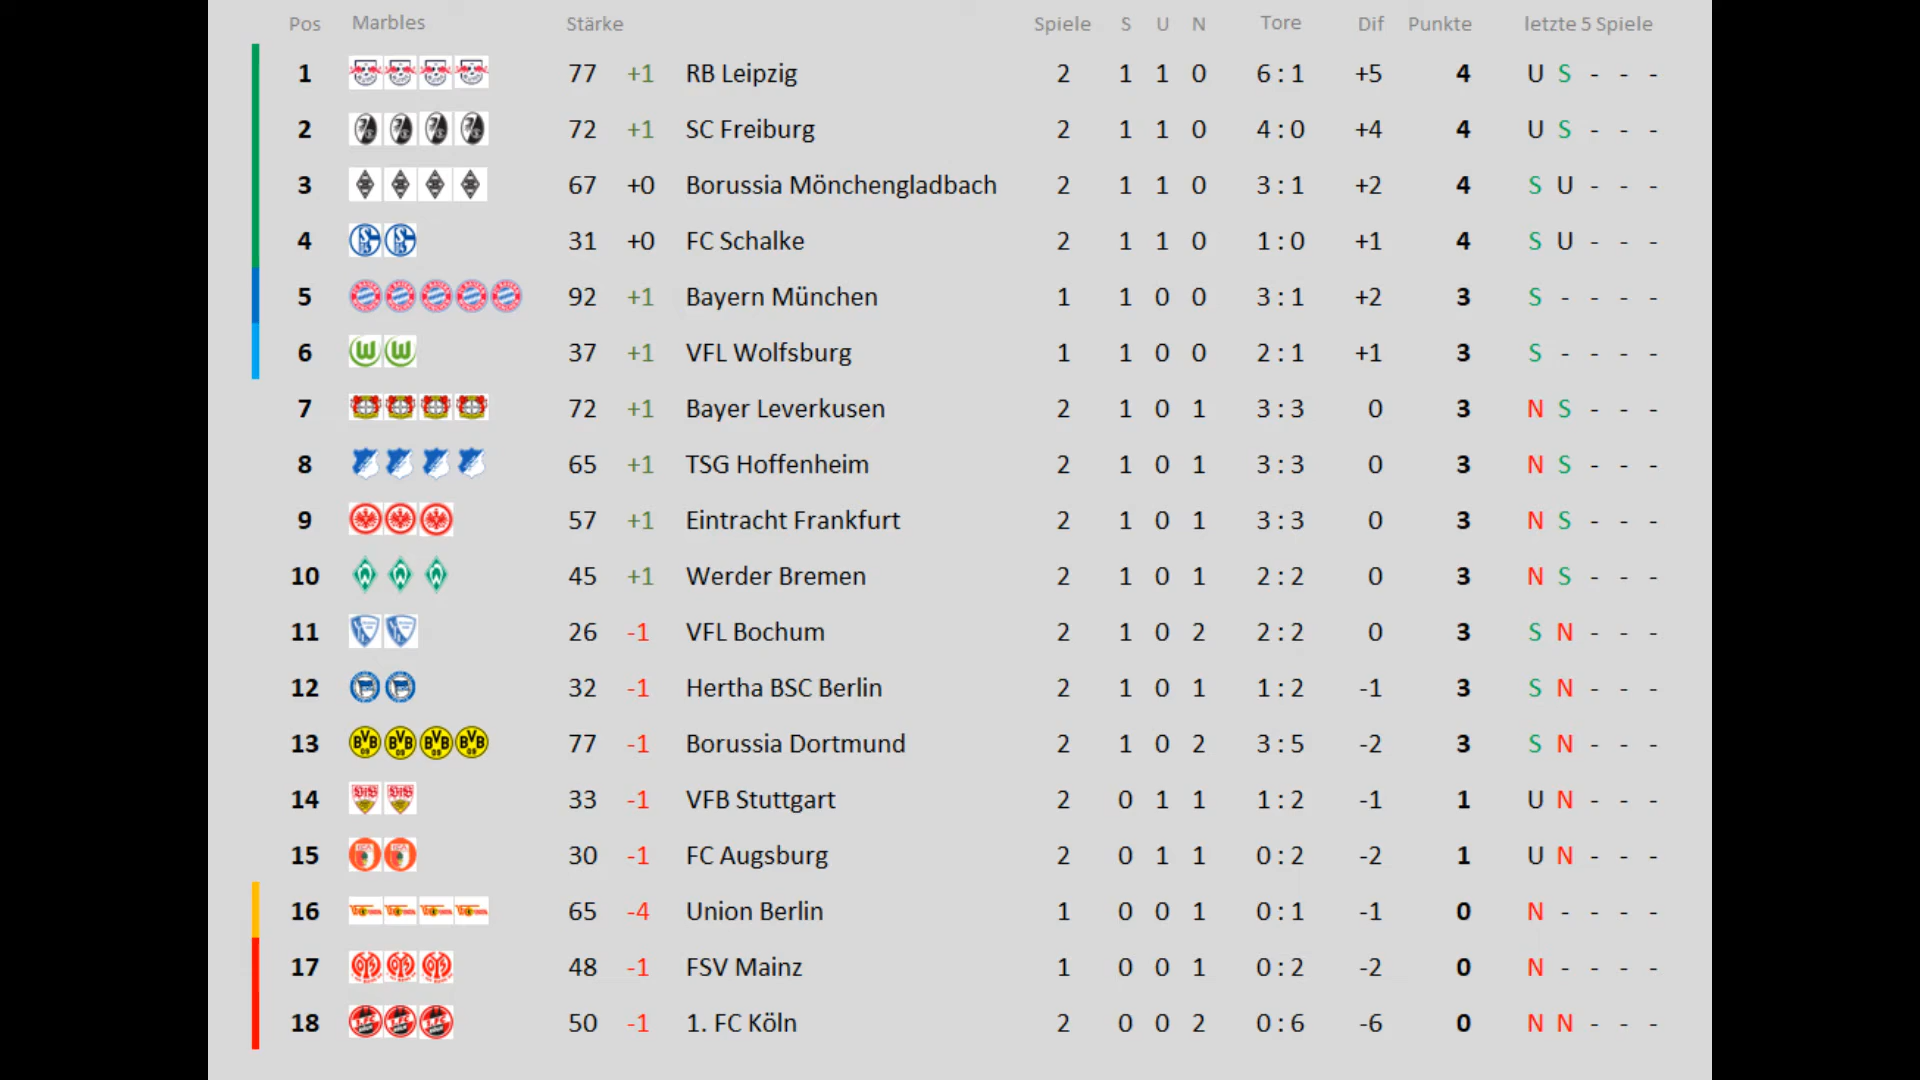 Pos Marbles Stärke Spiele S U N Tore Dif Punkte letzte 5 Spiele
1 77 +1 RB Leipzig 2 1 1 0 6 : 1 +5 4 U S - - -
2 72 +1 SC Freiburg 2 1 1 0 4 : 0 +4 4 U S - - -
3 67 +0 Borussia Mönchengladbach 2 1 1 0 3 : 1 +2 4 S U - - -
4 31 +0 FC Schalke 2 1 1 0 1 : 0 +1 4 S U - - -
5 92 +1 Bayern München 1 1 0 0 3 : 1 +2 3 S - - - -
6 37 +1 VFL Wolfsburg 1 1 0 0 2 : 1 +1 3 S - - - -
7 72 +1 Bayer Leverkusen 2 1 0 1 3 : 3 0 3 N S - - -
8 65 +1 TSG Hoffenheim 2 1 0 1 3 : 3 0 3 N S - - -
9 57 +1 Eintracht Frankfurt 2 1 0 1 3 : 3 0 3 N S - - -
10 45 +1 Werder Bremen 2 1 0 1 2 : 2 0 3 N S - - -
11 26 -1 VFL Bochum 2 1 0 2 2 : 2 0 3 S N - - -
12 32 -1 Hertha BSC Berlin 2 1 0 1 1 : 2 -1 3 S N - - -
13 BVB 09 BVB 09 BVB 09 BVB 09 77 -1 Borussia Dortmund 2 1 0 2 3 : 5 -2 3 S N - - -
14 33 -1 VFB Stuttgart 2 0 1 1 1 : 2 -1 1 U N - - -
15 30 -1 FC Augsburg 2 0 1 1 0 : 2 -2 1 U N - - -
16 65 -4 Union Berlin 1 0 0 1 0 : 1 -1 0 N - - - -
17 48 -1 FSV Mainz 1 0 0 1 0 : 2 -2 0 N - - - -
18 50 -1 1. FC Köln 2 0 0 2 0 : 6 -6 0 N N - - -